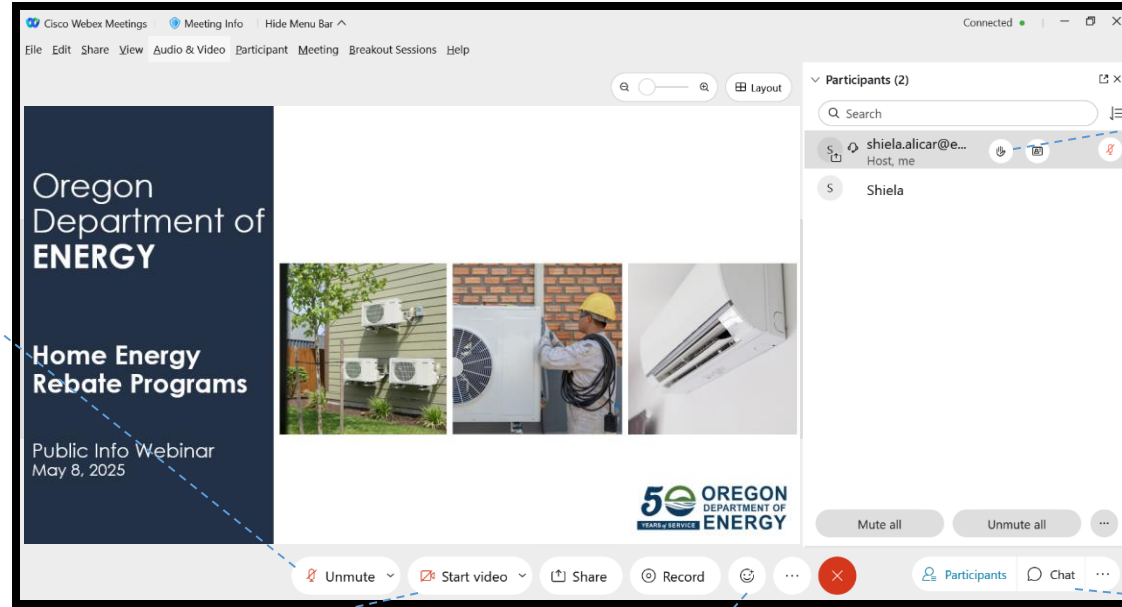 Cisco Webex Meetings
Meeting Info
Hide Menu Bar
Connected
File Edit Share View Audio & Video Participant Meeting Breakout Sessions Help
Layout
Participants (2)
Search
S
shiela.alicar@e...
Host, me
S
Shiela
Oregon
Department of
ENERGY
Home Energy
Rebate Programs
Public Info Webinar
May 8, 2025
50
YEARS of SERVICE
OREGON
DEPARTMENT OF
ENERGY
Mute all
Unmute all
Unmute
Start video
Share
Record
Participants
Chat